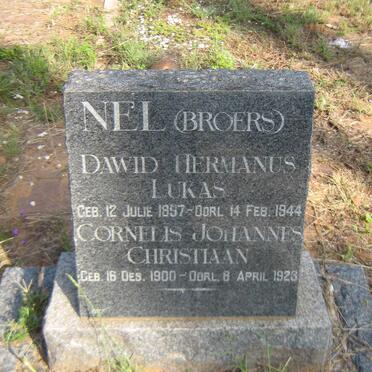 NEL (BROERS)
DAWID HERMANUS
LUKAS
GEB. 12 JULIE 1897-OORL 14 FEB. 1944
CORNELIS JOHANNES
CHRISTIAAN
GEB. 16 DES. 1900 - OORL. 8 APRIL 1923